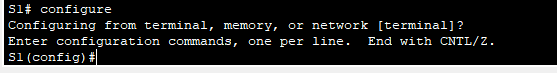 S1# configure
Configuring from terminal, memory, or network [terminal]?
Enter configuration commands, one per line.  End with CNTL/Z.
S1(config)#